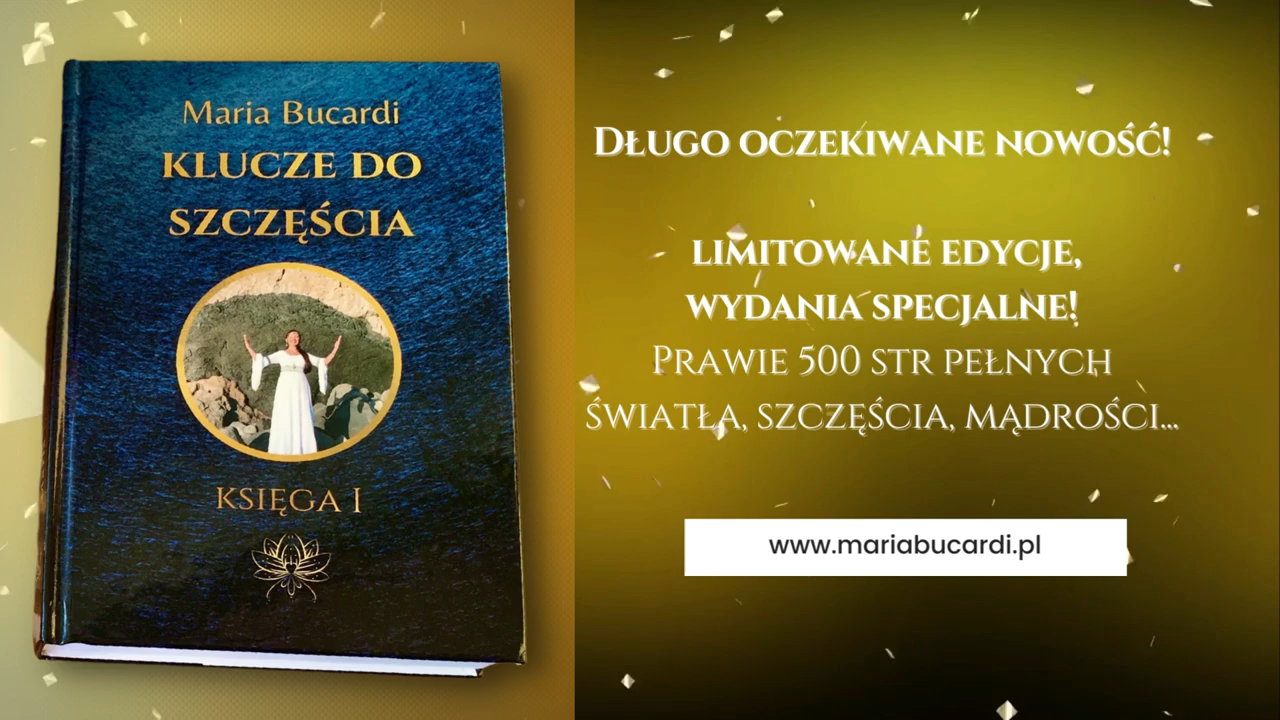 Maria Bucardi
KLUCZE DO
SZCZĘŚCIA
KSIĘGA I
DŁUGO OCZEKIWANE NOWOŚĆ!
LIMITOWANE EDYCJE,
WYDANIA SPECJALNE!
PRAWIE 500 STR PEŁNYCH
ŚWIATŁA, SZCZĘŚCIA, MĄDROŚCI...
www.mariabucardi.pl